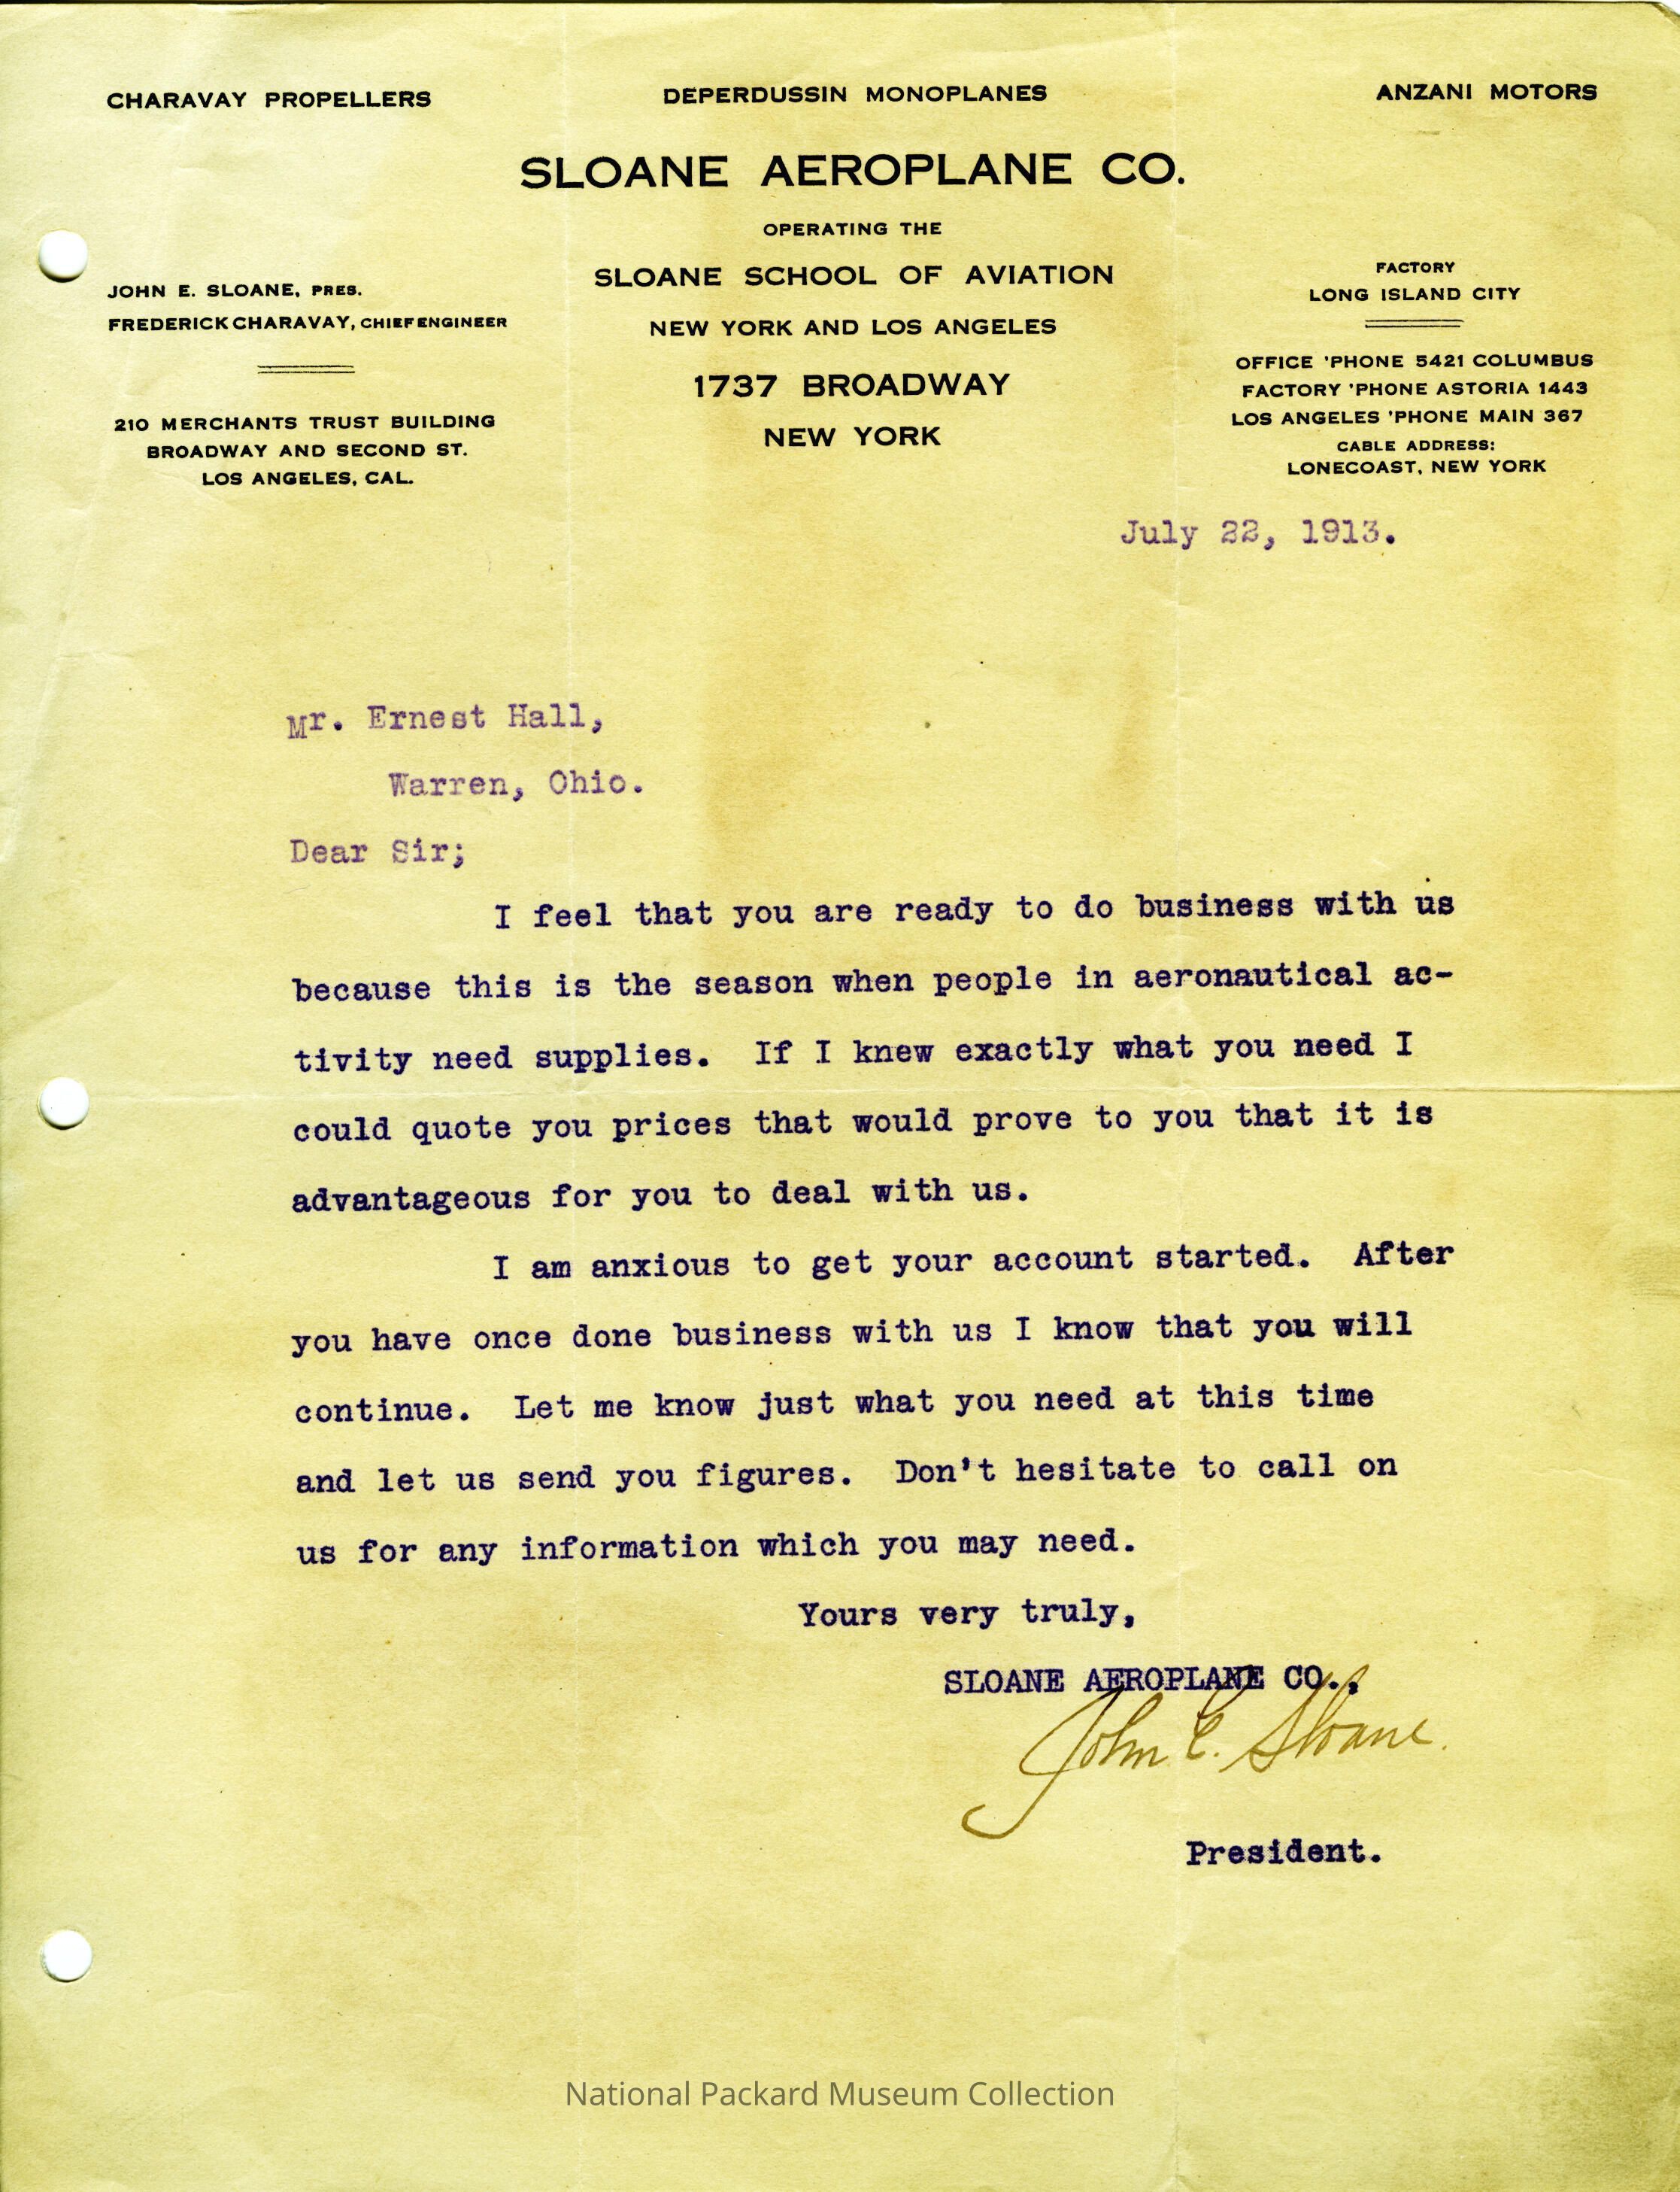 CHARAVAY PROPELLERS
DEPERDUSSIN MONOPLANES
ANZANI MOTORS
SLOANE AEROPLANE CO.
OPERATING THE
SLOANE SCHOOL OF AVIATION
NEW YORK AND LOS ANGELES
1737 BROADWAY
NEW YORK
JOHN E. SLOANE, PRES.
FREDERICK CHARAVAY, CHIEF ENGINEER
210 MERCHANTS TRUST BUILDING
BROADWAY AND SECOND ST.
LOS ANGELES, CAL.
FACTORY
LONG ISLAND CITY
OFFICE 'PHONE 5421 COLUMBUS
FACTORY 'PHONE ASTORIA 1443
LOS ANGELES 'PHONE MAIN 367
CABLE ADDRESS:
LONECOAST, NEW YORK
July 22, 1913.
Mr. Ernest Hall,
Warren, Ohio.
Dear Sir;
I feel that you are ready to do business with us
because this is the season when people in aeronautical ac-
tivity need supplies. If I knew exactly what you need I
could quote you prices that would prove to you that it is
advantageous for you to deal with us.
I am anxious to get your account started. After
you have once done business with us I know that you will
continue. Let me know just what you need at this time
and let us send you figures. Don't hesitate to call on
us for any information which you may need.
Yours very truly,
SLOANE AEROPLANE CO.,
John E. Sloane.
President.
National Packard Museum Collection